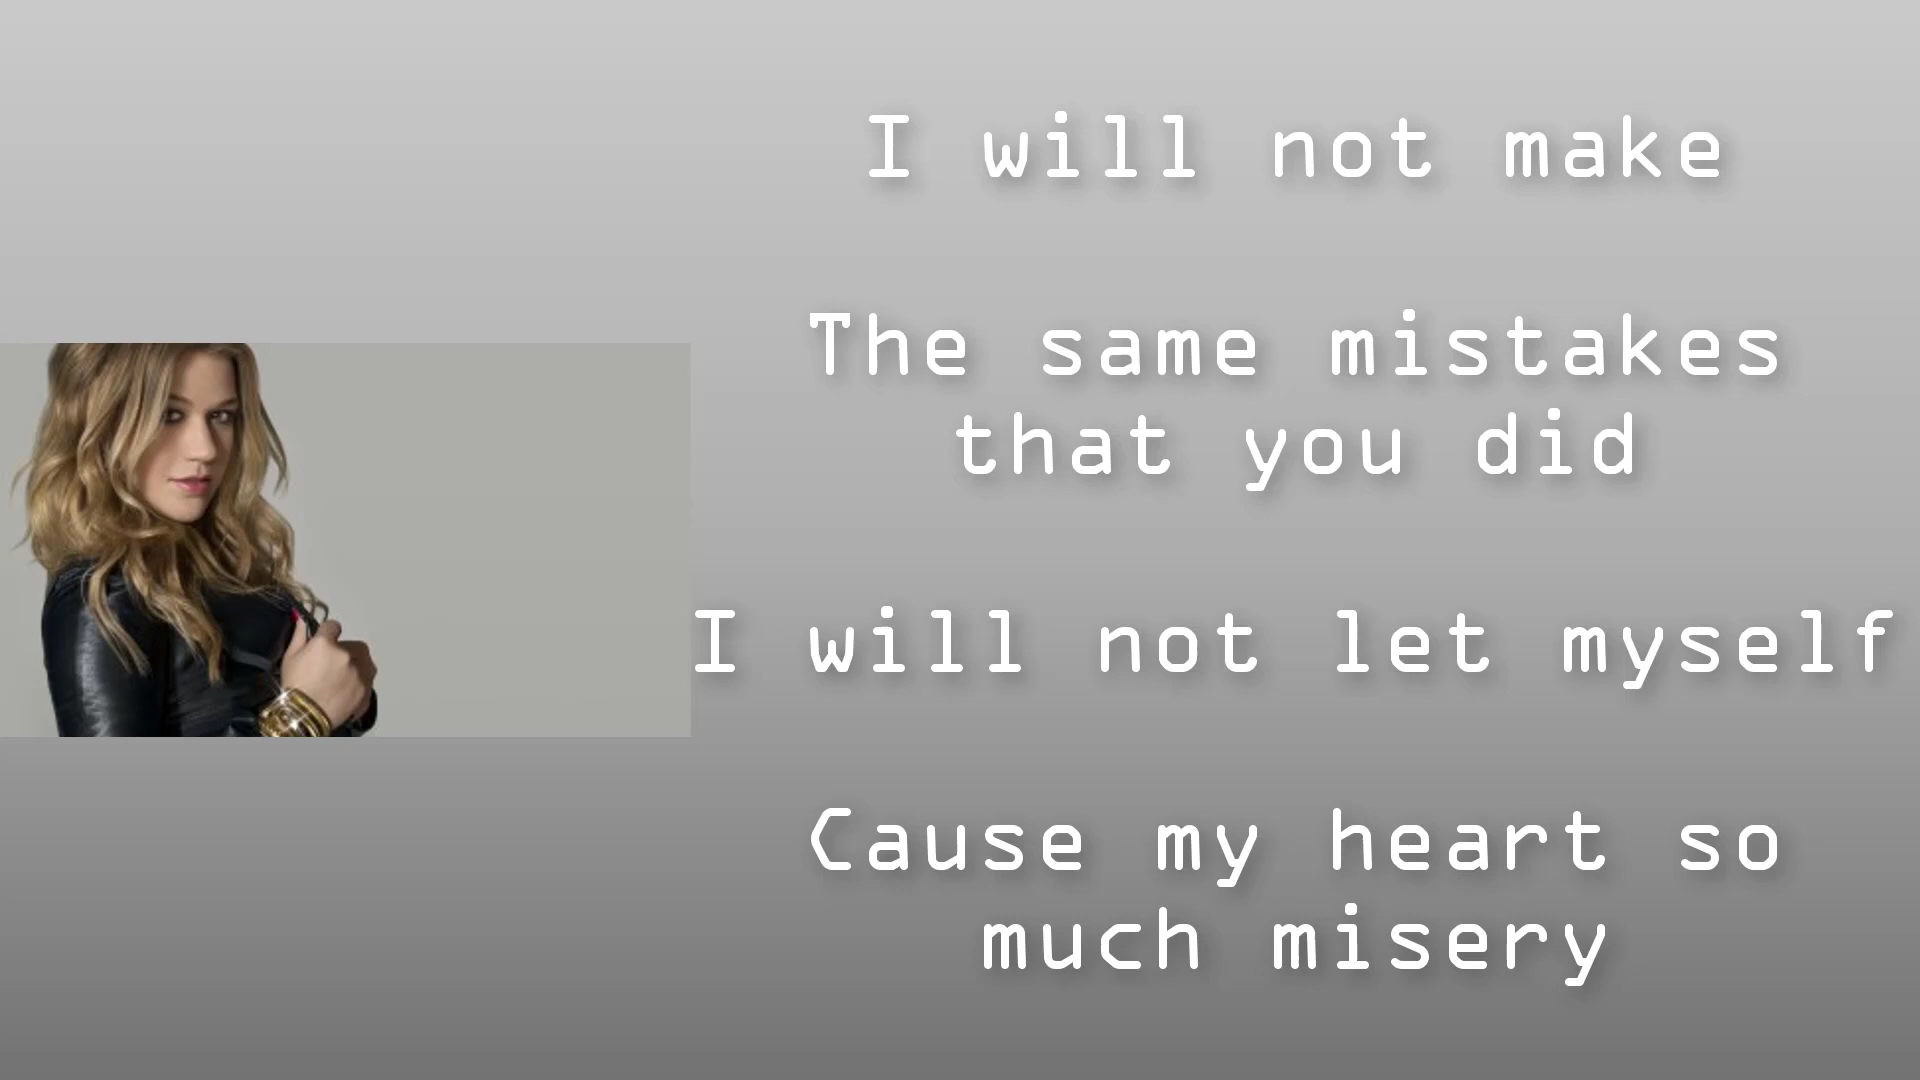 I will not make
The same mistakes
that you did
I will not let myself
Cause my heart so
much misery